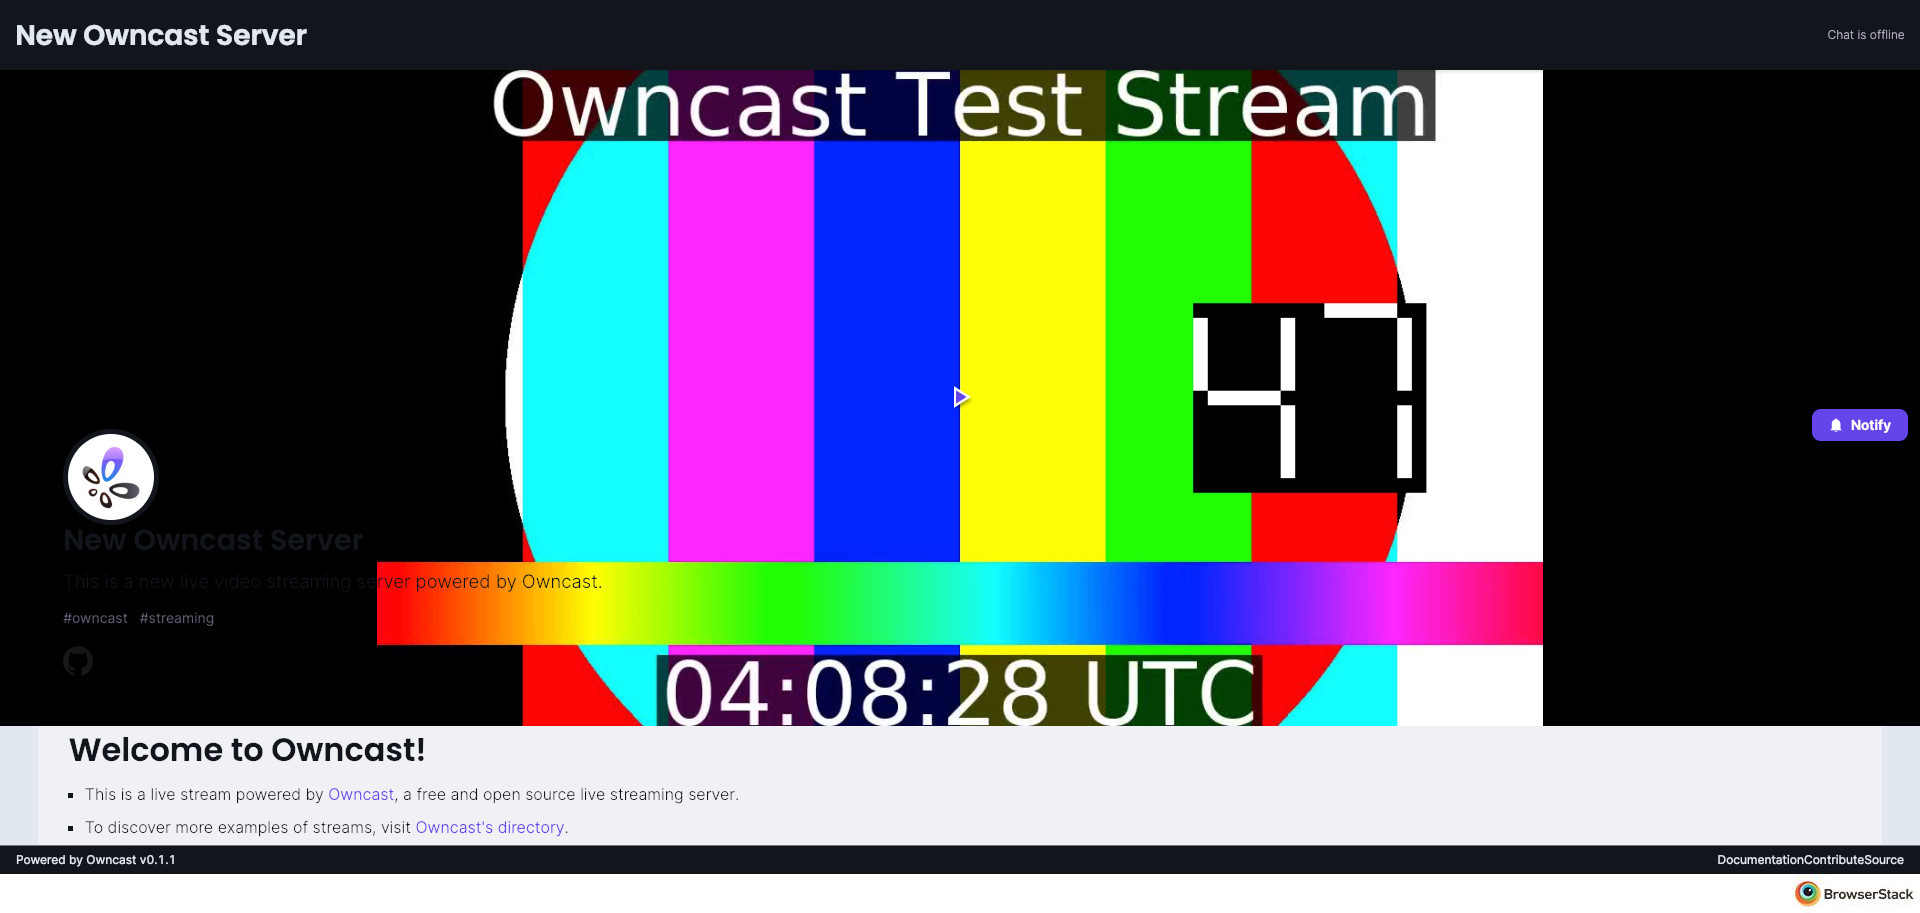 New Owncast Server
Chat is offline
Owncast Test Stream
47
Notify
New Owncast Server
This is a new live video streaming server powered by Owncast.
#owncast #streaming
04:08:28 UTC
Welcome to Owncast!
This is a live stream powered by Owncast, a free and open source live streaming server.
To discover more examples of streams, visit Owncast's directory.
Powered by Owncast v0.1.1
DocumentationContributeSource
BrowserStack